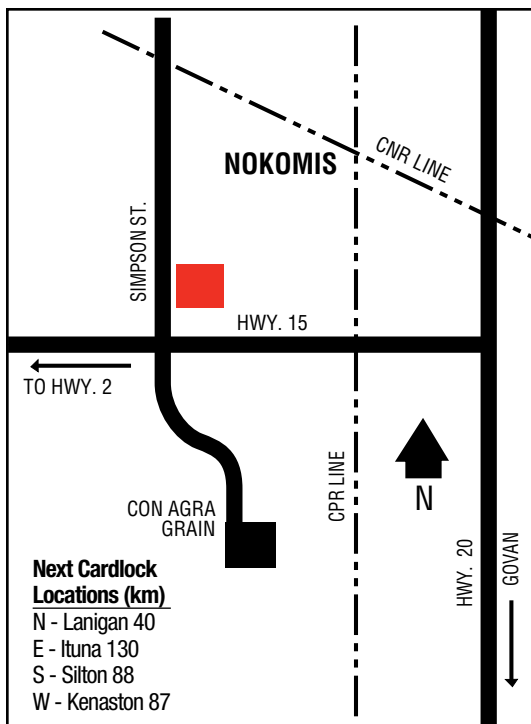 CNR LINE
NOKOMIS
SIMPSON ST.
HWY. 15
TO HWY. 2
CPR LINE
N
CON AGRA
GRAIN
HWY. 20
GOVAN
Next Cardlock
Locations (km)
N - Lanigan 40
E - Ituna 130
S - Silton 88
W - Kenaston 87